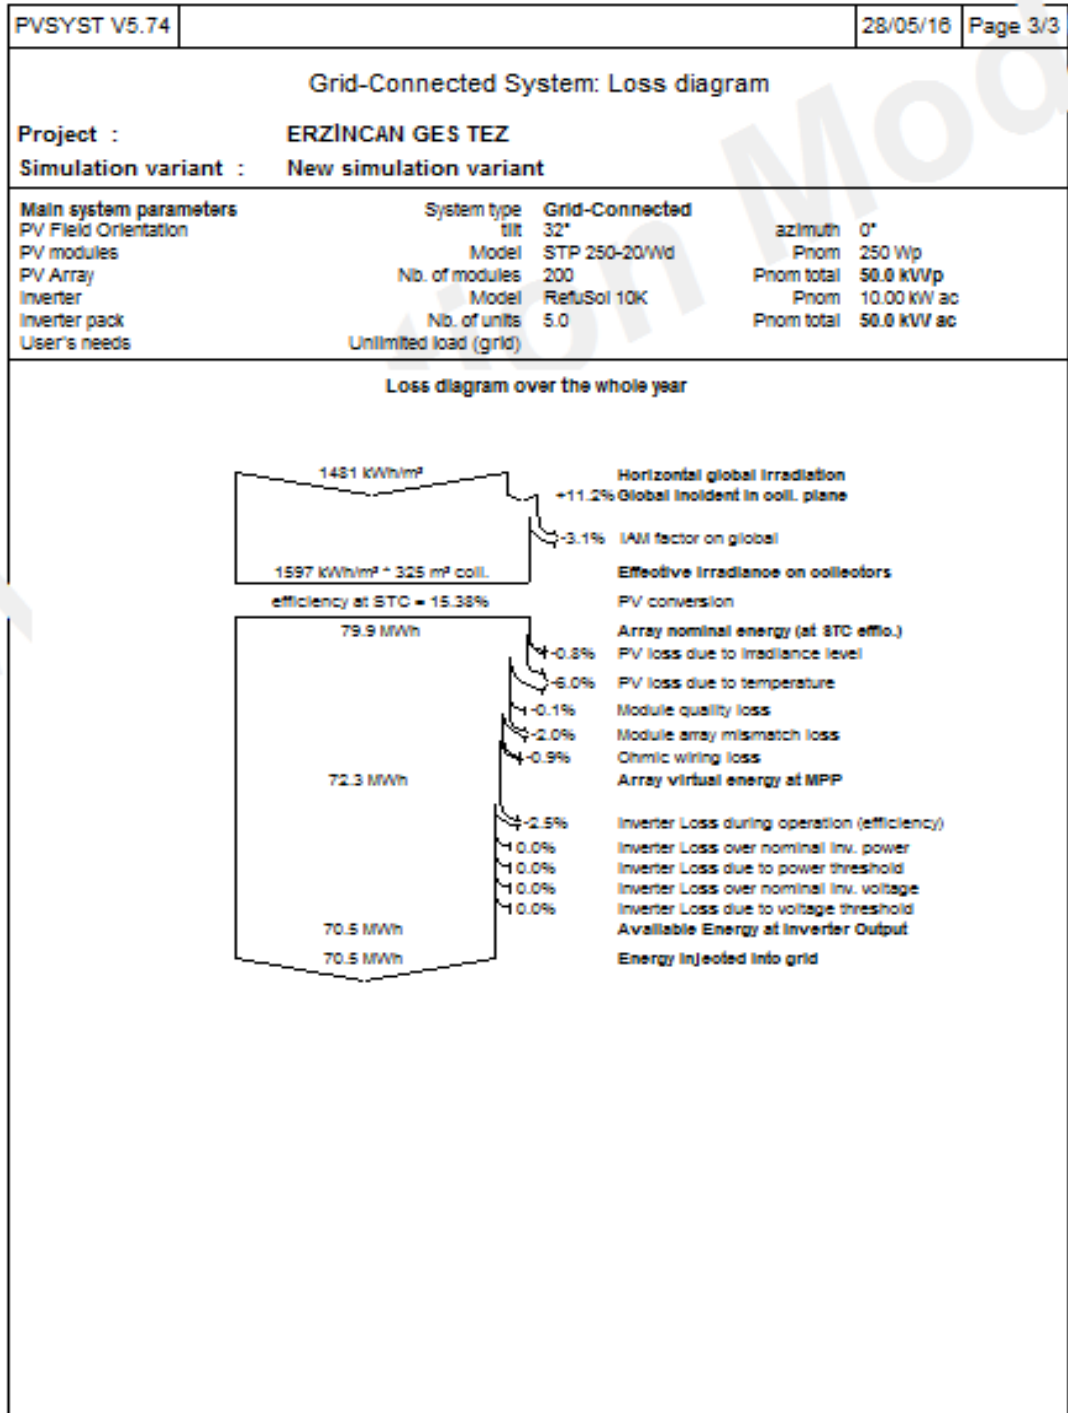 PVSYST V5.74 28/05/16 Page 3/3
Grid-Connected System: Loss diagram
Project : ERZİNCAN GES TEZ
Simulation variant : New simulation variant
Main system parameters System type Grid-Connected
PV Field Orientation tilt 32° azimuth 0°
PV modules Model STP 250-20/Wd Pnom 250 Wp
PV Array Nb. of modules 200 Pnom total 50.0 kWp
Inverter Model RefuSol 10K Pnom 10.00 kW ac
Inverter pack Nb. of units 5.0 Pnom total 50.0 kW ac
User's needs Unlimited load (grid)
Loss diagram over the whole year
1481 kWh/m² Horizontal global irradiation
+11.2% Global incident in coll. plane
-3.1% IAM factor on global
1597 kWh/m² * 325 m² coll. Effective irradiance on collectors
efficiency at STC = 15.38% PV conversion
79.9 MWh Array nominal energy (at STC effic.)
-0.8% PV loss due to irradiance level
-6.0% PV loss due to temperature
-0.1% Module quality loss
-2.0% Module array mismatch loss
-0.9% Ohmic wiring loss
72.3 MWh Array virtual energy at MPP
-2.5% Inverter Loss during operation (efficiency)
0.0% Inverter Loss over nominal inv. power
0.0% Inverter Loss due to power threshold
0.0% Inverter Loss over nominal inv. voltage
0.0% Inverter Loss due to voltage threshold
70.5 MWh Available Energy at Inverter Output
70.5 MWh Energy injected into grid